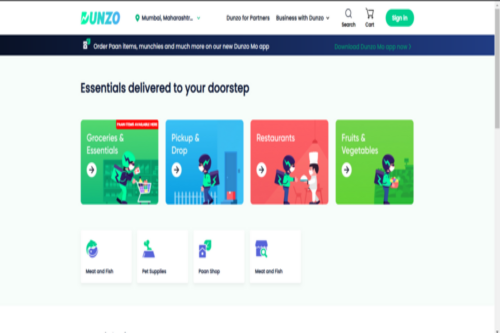 DUNZO
Mumbai, Maharashtr...
Dunzo for Partners
Business with Dunzo
Search
Cart
Sign in
Order Paan items, munchies and much more on our new Dunzo Mo app
Download Dunzo Mo app now
Essentials delivered to your doorstep
Groceries &
Essentials
Pickup &
Drop
Restaurants
Fruits &
Vegetables
Meat and Fish
Pet Supplies
Paan Shop
Meat and Fish